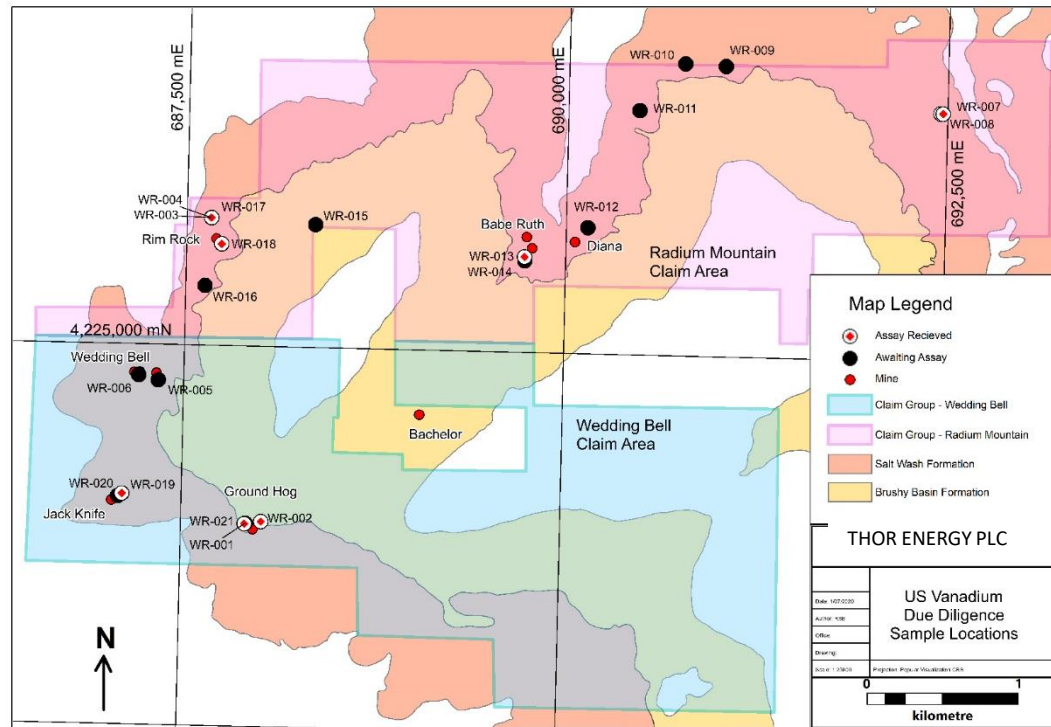 687,500 mE
690,000 mE
692,500 mE
WR-010
WR-009
WR-011
WR-007
WR-008
WR-004
WR-003
WR-017
Rim Rock
WR-018
WR-015
WR-016
Babe Ruth
WR-012
Diana
WR-013
WR-014
Radium Mountain
Claim Area
4,225,000 mN
Wedding Bell
WR-006
WR-005
Bachelor
Wedding Bell
Claim Area
WR-020
WR-019
Jack Knife
Ground Hog
WR-021
WR-002
WR-001
N
Map Legend
Assay Recieved
Awaiting Assay
Mine
Claim Group - Wedding Bell
Claim Group - Radium Mountain
Salt Wash Formation
Brushy Basin Formation
THOR ENERGY PLC
US Vanadium
Due Diligence
Sample Locations
Office:
Drawing:
0
1
kilometre